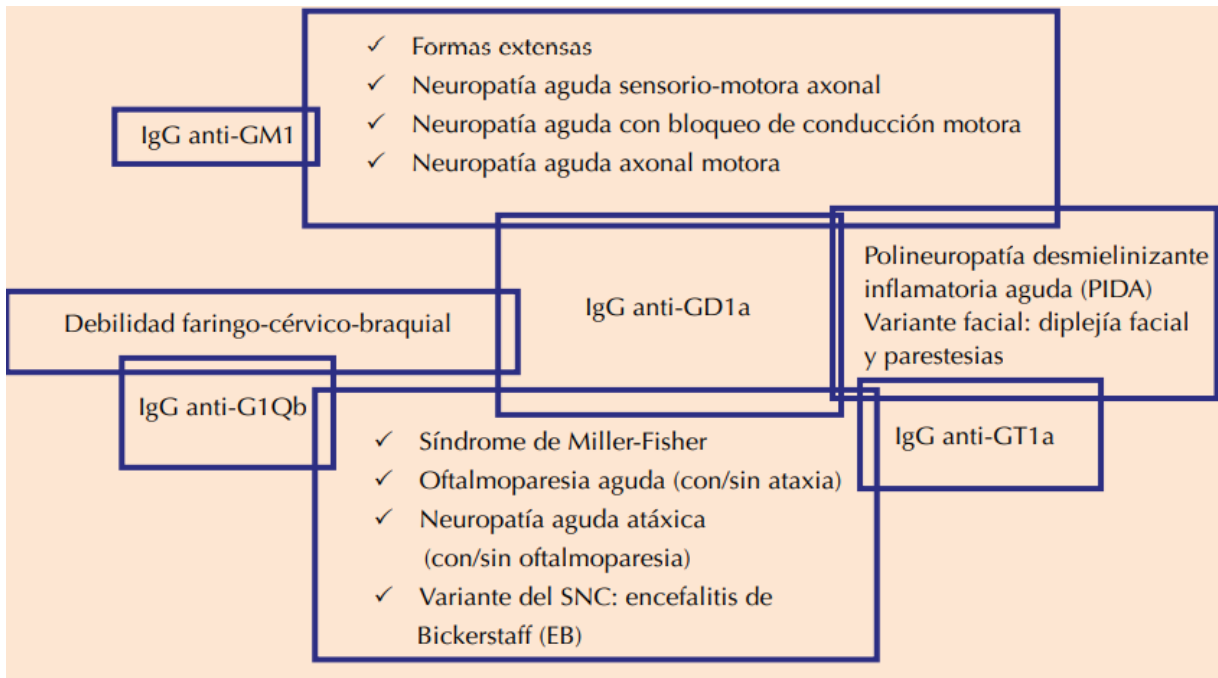 ✓ Formas extensas
✓ Neuropatía aguda sensorio-motora axonal
IgG anti-GM1
✓ Neuropatía aguda con bloqueo de conducción motora
✓ Neuropatía aguda axonal motora
Polineuropatía desmielinizante
inflamatoria aguda (PIDA)
Variante facial: diplejía facial
y parestesias
IgG anti-GD1a
Debilidad faringo-cérvico-braquial
IgG anti-G1Qb
IgG anti-GT1a
✓ Síndrome de Miller-Fisher
✓ Oftalmoparesia aguda (con/sin ataxia)
✓ Neuropatía aguda atáxica
(con/sin oftalmoparesia)
✓ Variante del SNC: encefalitis de
Bickerstaff (EB)